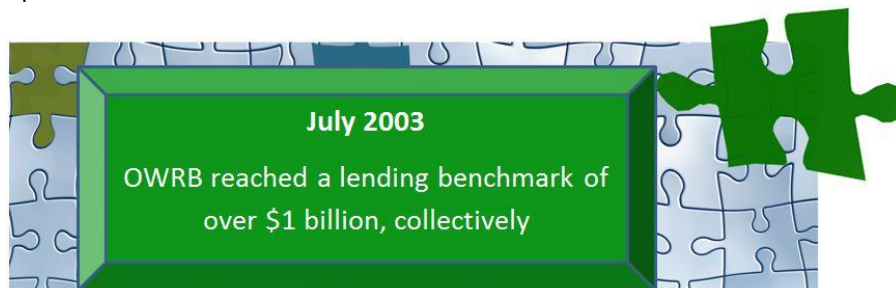 July 2003
OWRB reached a lending benchmark of
over $1 billion, collectively